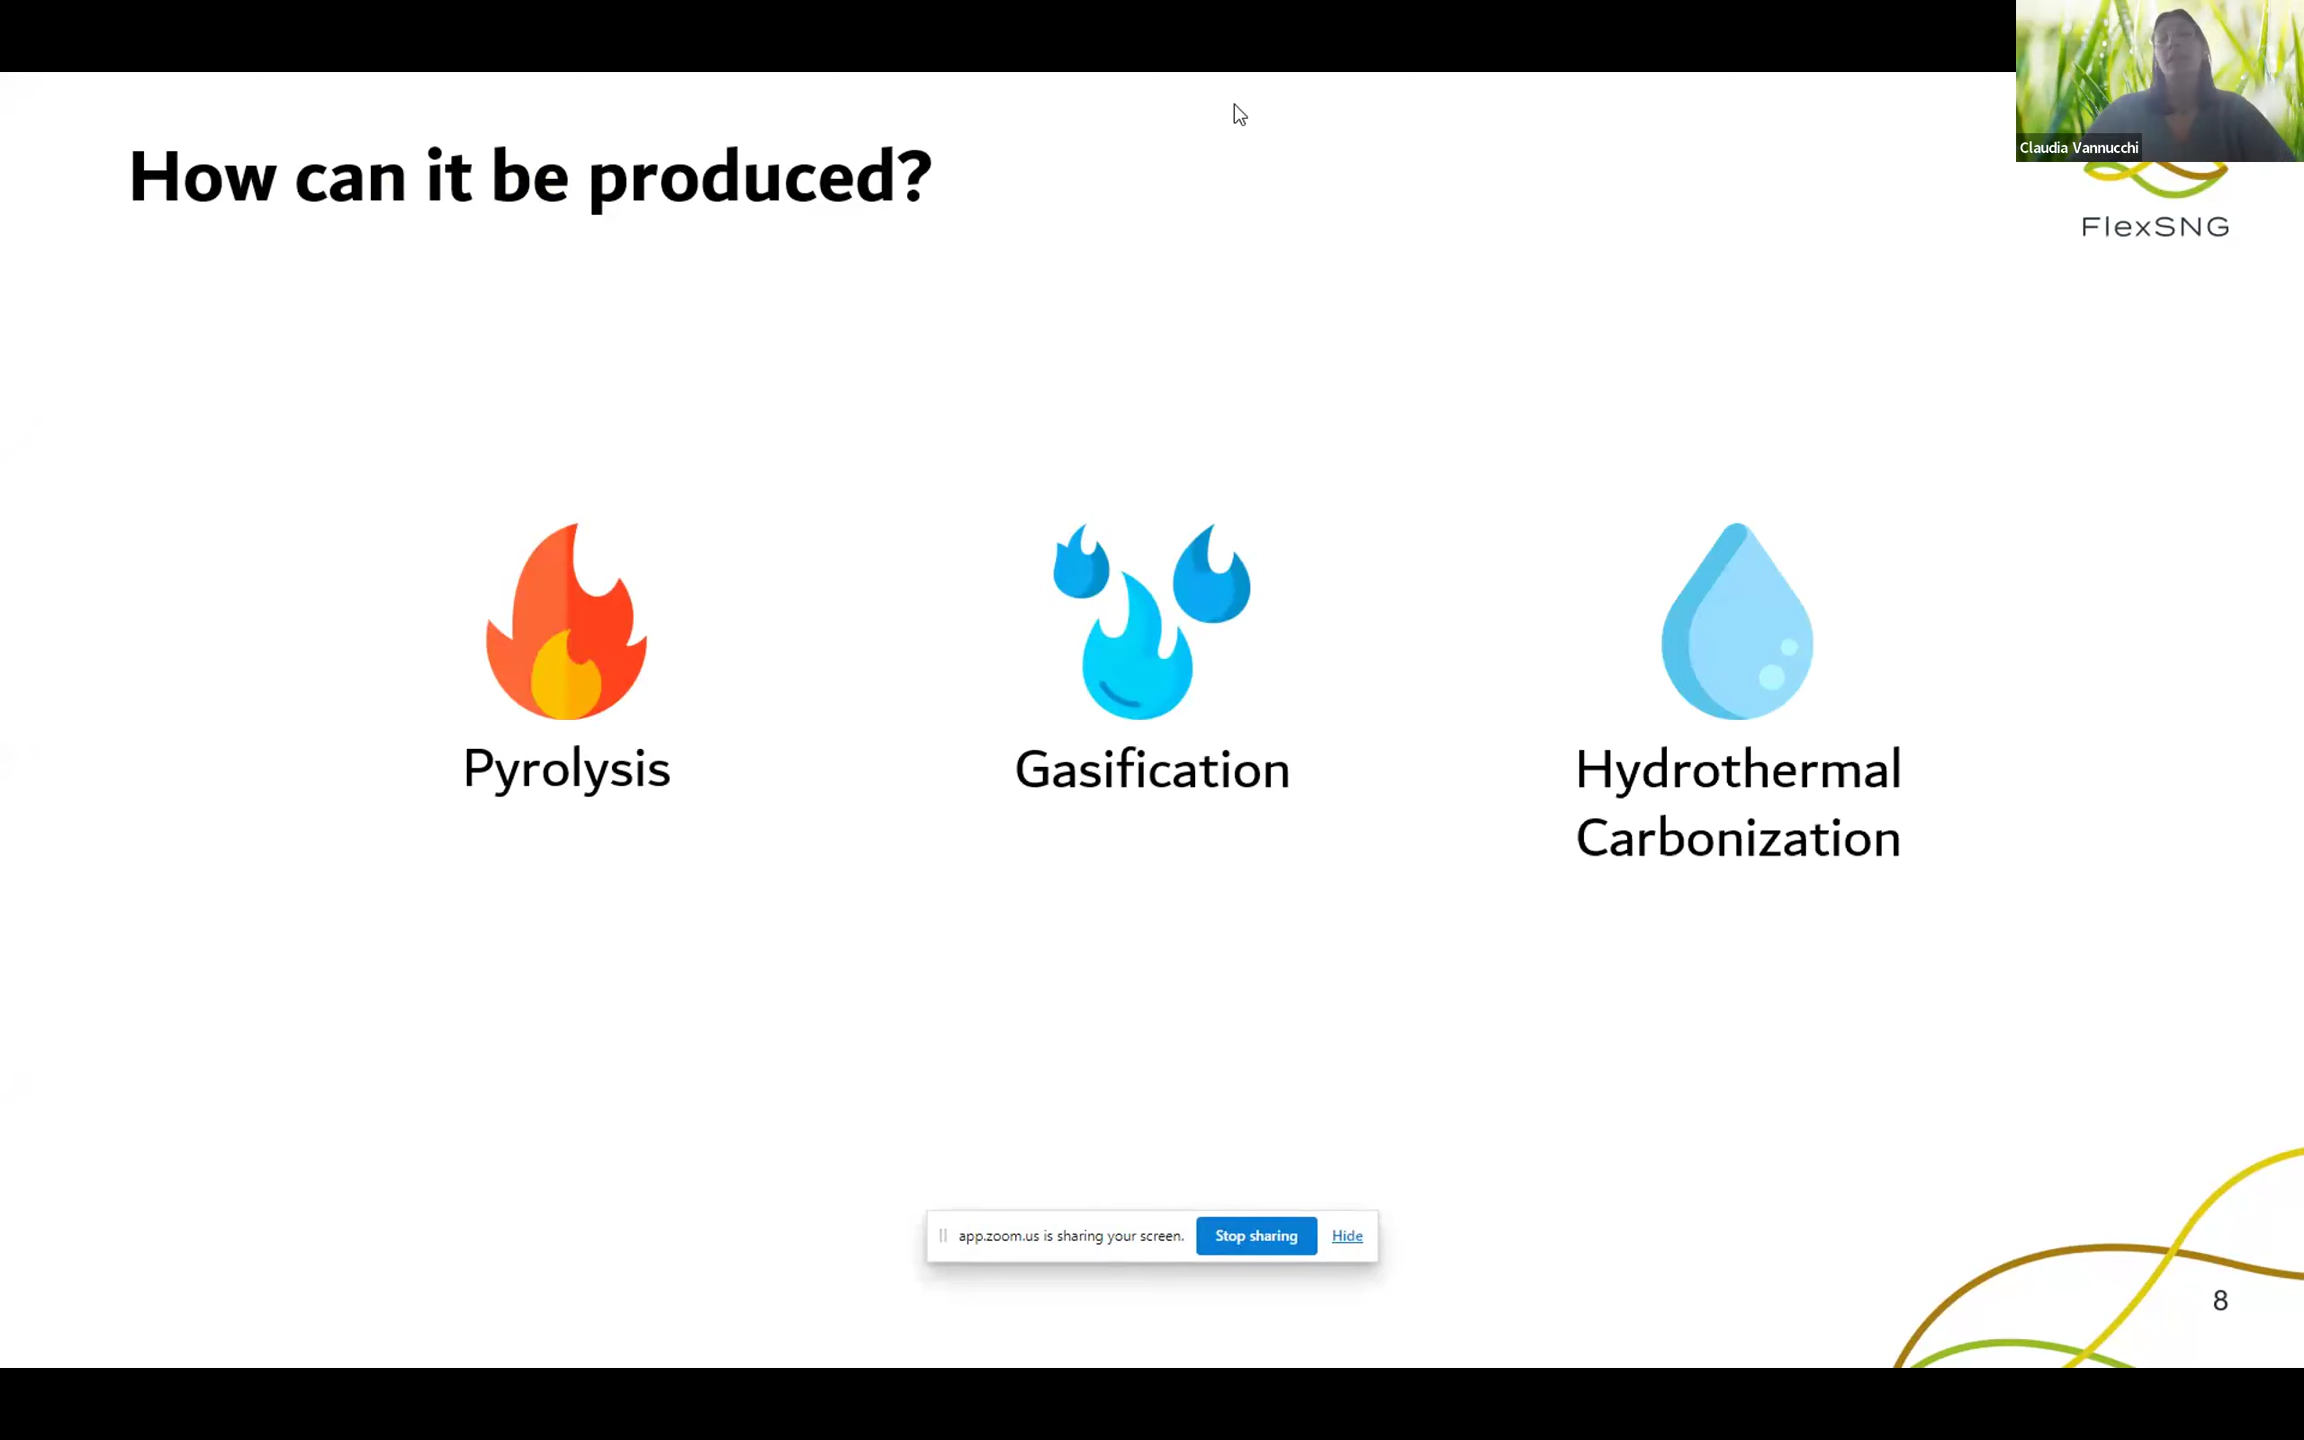 How can it be produced?
Claudia Vannucchi
FlexSNG
Pyrolysis
Gasification
Hydrothermal
Carbonization
app.zoom.us is sharing your screen.
Stop sharing
Hide
8